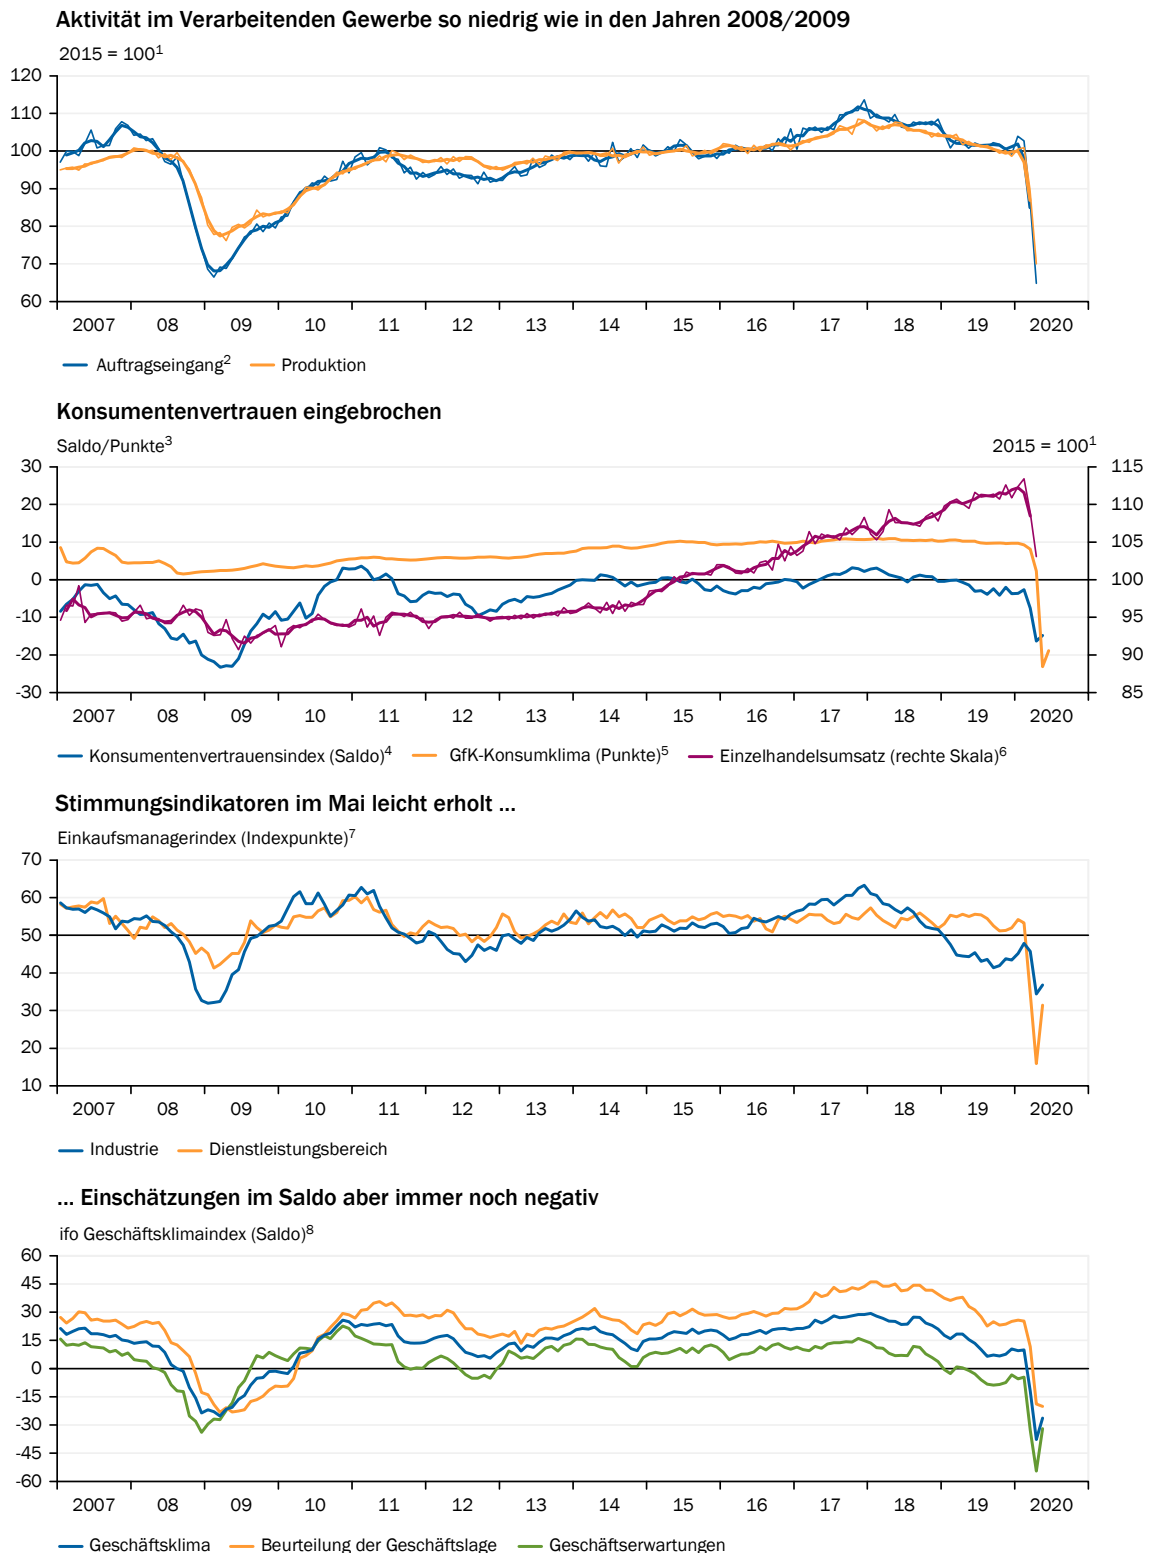 Aktivität im Verarbeitenden Gewerbe so niedrig wie in den Jahren 2008/2009
2015 = 100¹
120
110
100
90
80
70
60
2007 08 09 10 11 12 13 14 15 16 17 18 19 2020
Auftragseingang² Produktion
Konsumentenvertrauen eingebrochen
Saldo/Punkte³ 2015 = 100¹
30 115
20 110
10 105
0 100
-10 95
-20 90
-30 85
2007 08 09 10 11 12 13 14 15 16 17 18 19 2020
Konsumentenvertrauensindex (Saldo)⁴ GfK-Konsumklima (Punkte)⁵ Einzelhandelsumsatz (rechte Skala)⁶
Stimmungsindikatoren im Mai leicht erholt ...
Einkaufsmanagerindex (Indexpunkte)⁷
70
60
50
40
30
20
10
2007 08 09 10 11 12 13 14 15 16 17 18 19 2020
Industrie Dienstleistungsbereich
... Einschätzungen im Saldo aber immer noch negativ
ifo Geschäftsklimaindex (Saldo)⁸
60
45
30
15
0
-15
-30
-45
-60
2007 08 09 10 11 12 13 14 15 16 17 18 19 2020
Geschäftsklima Beurteilung der Geschäftslage Geschäftserwartungen